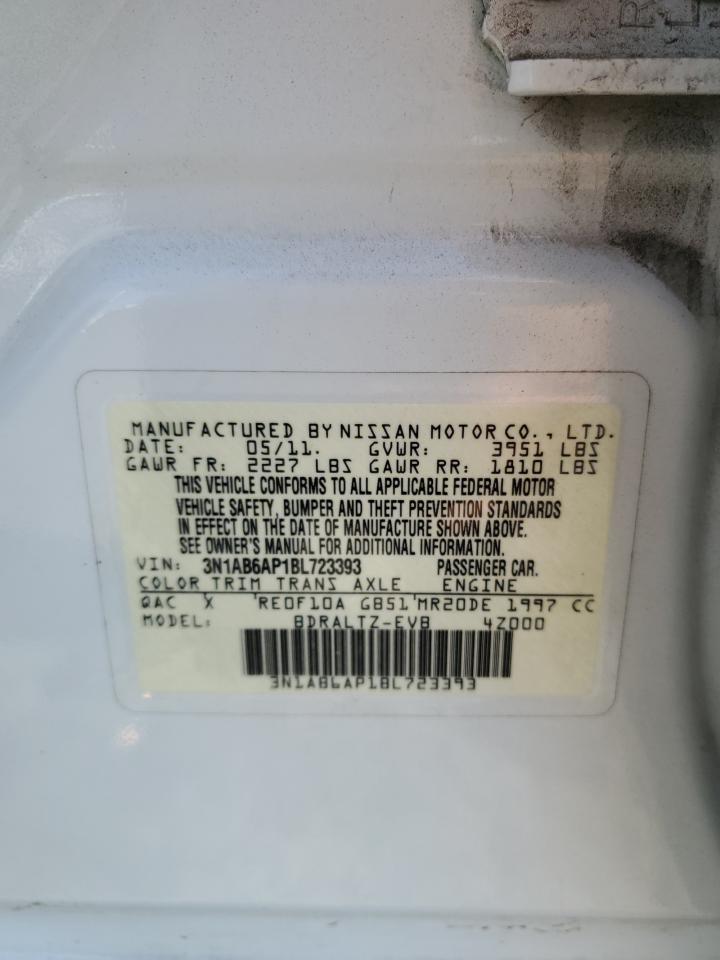 MANUFACTURED BY NISSAN MOTOR CO., LTD.
DATE: 05/11. GVWR: 3951 LBS
GAWR FR: 2227 LBS GAWR RR: 1810 LBS
THIS VEHICLE CONFORMS TO ALL APPLICABLE FEDERAL MOTOR
VEHICLE SAFETY, BUMPER AND THEFT PREVENTION STANDARDS
IN EFFECT ON THE DATE OF MANUFACTURE SHOWN ABOVE.
SEE OWNER'S MANUAL FOR ADDITIONAL INFORMATION.
VIN: 3N1AB6AP1BL723393 PASSENGER CAR.
COLOR TRIM TRANS AXLE ENGINE
QAC X RE0F10A GB51 MR20DE 1997 CC
MODEL: BDRALTZ-EVB 4Z000
3N1AB6AP1BL723393